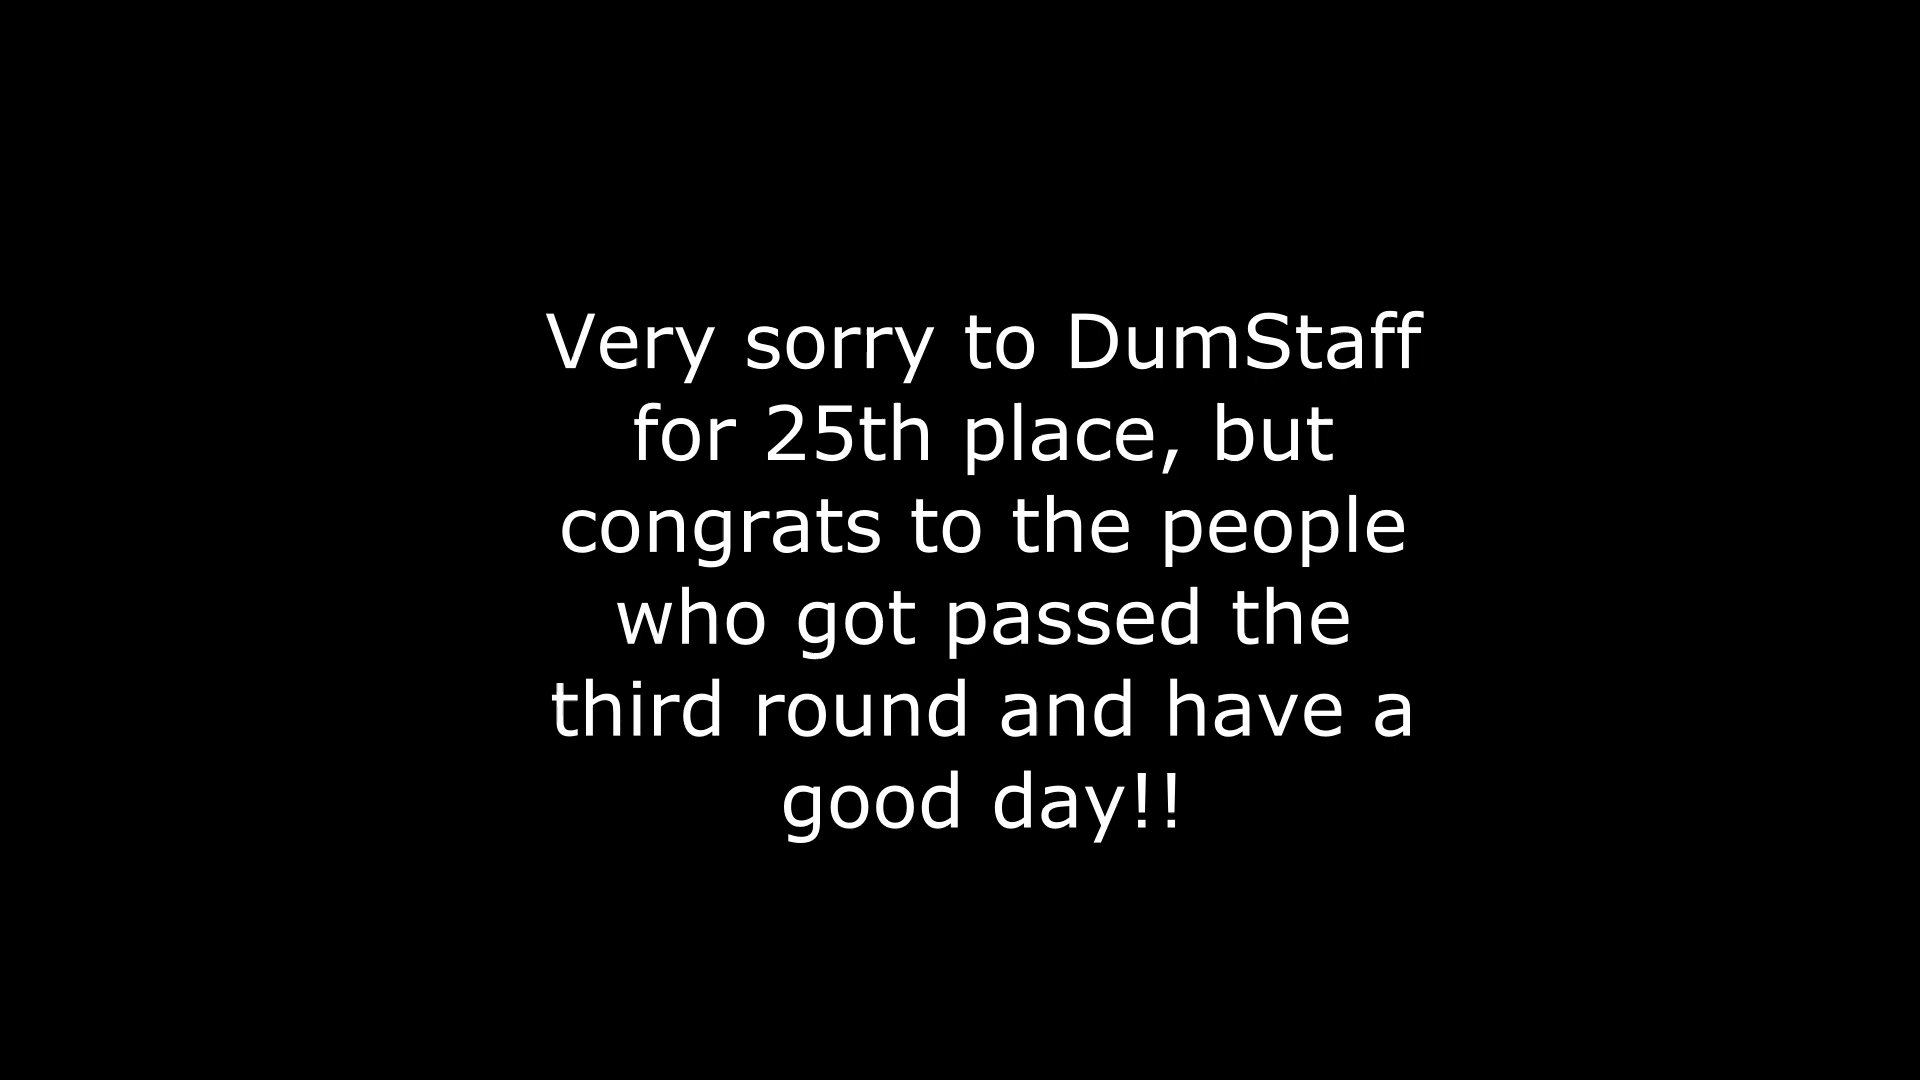 Very sorry to DumStaff
for 25th place, but
congrats to the people
who got passed the
third round and have a
good day!!